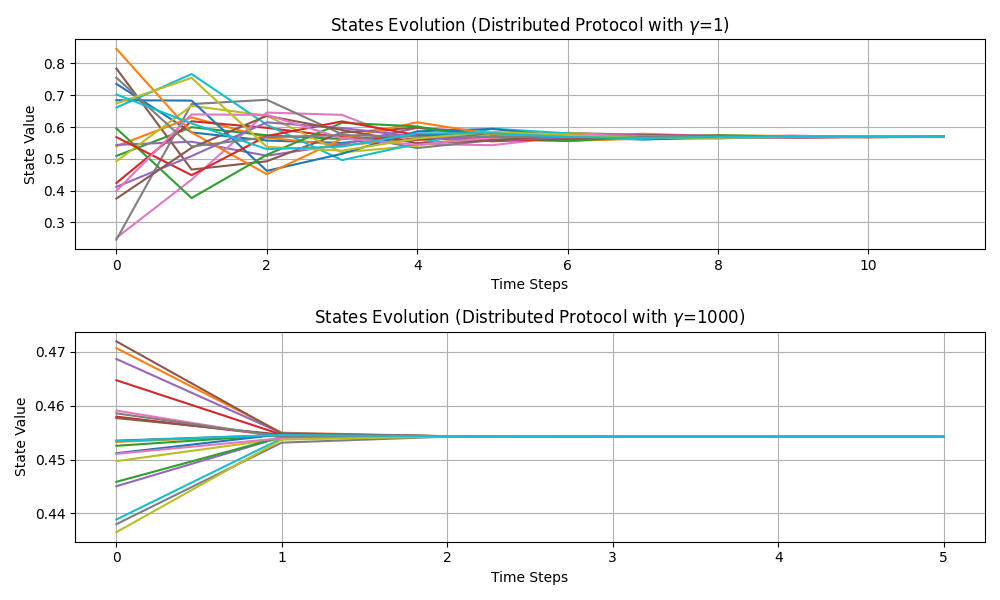 States Evolution (Distributed Protocol with γ=1)
0.8
0.7
0.6
0.5
0.4
0.3
State Value
0 2 4 6 8 10
Time Steps
States Evolution (Distributed Protocol with γ=1000)
0.47
0.46
0.45
0.44
State Value
0 1 2 3 4 5
Time Steps